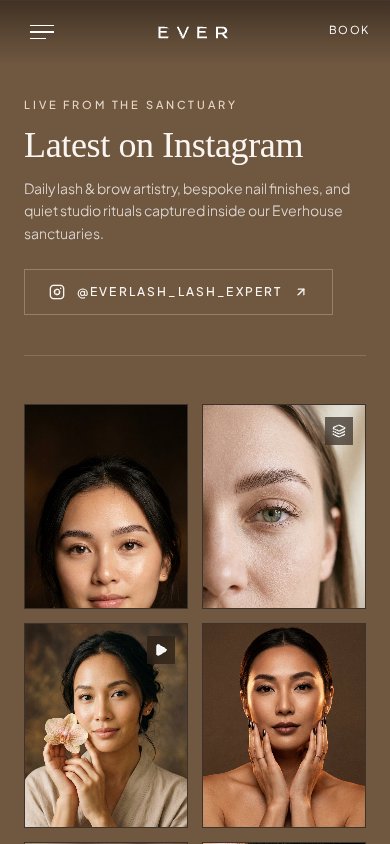 EVER
BOOK
LIVE FROM THE SANCTUARY
Latest on Instagram
Daily lash & brow artistry, bespoke nail finishes, and
quiet studio rituals captured inside our Everhouse
sanctuaries.
@EVERLASH_LASH_EXPERT